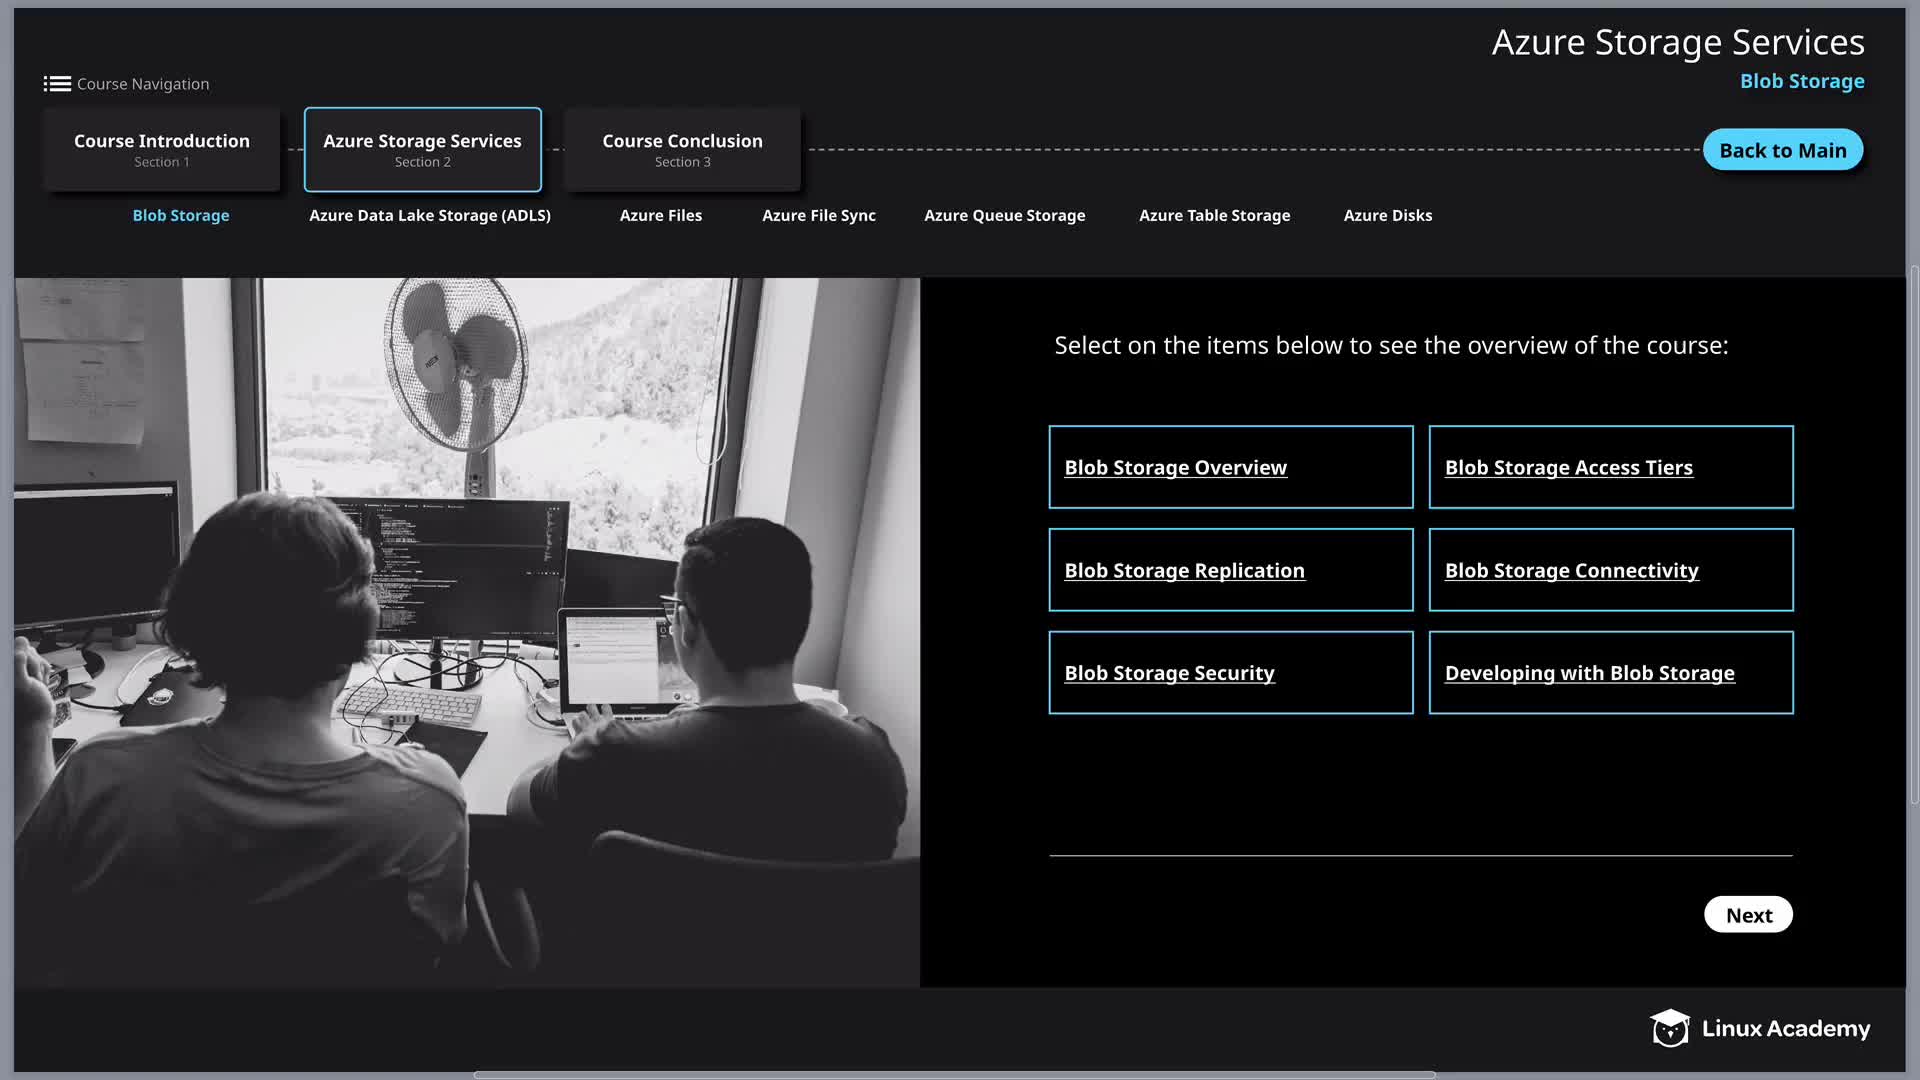 Azure Storage Services
Blob Storage
Course Navigation
Course Introduction
Section 1
Azure Storage Services
Section 2
Course Conclusion
Section 3
Back to Main
Blob Storage
Azure Data Lake Storage (ADLS)
Azure Files
Azure File Sync
Azure Queue Storage
Azure Table Storage
Azure Disks
Select on the items below to see the overview of the course:
Blob Storage Overview
Blob Storage Access Tiers
Blob Storage Replication
Blob Storage Connectivity
Blob Storage Security
Developing with Blob Storage
Next
Linux Academy